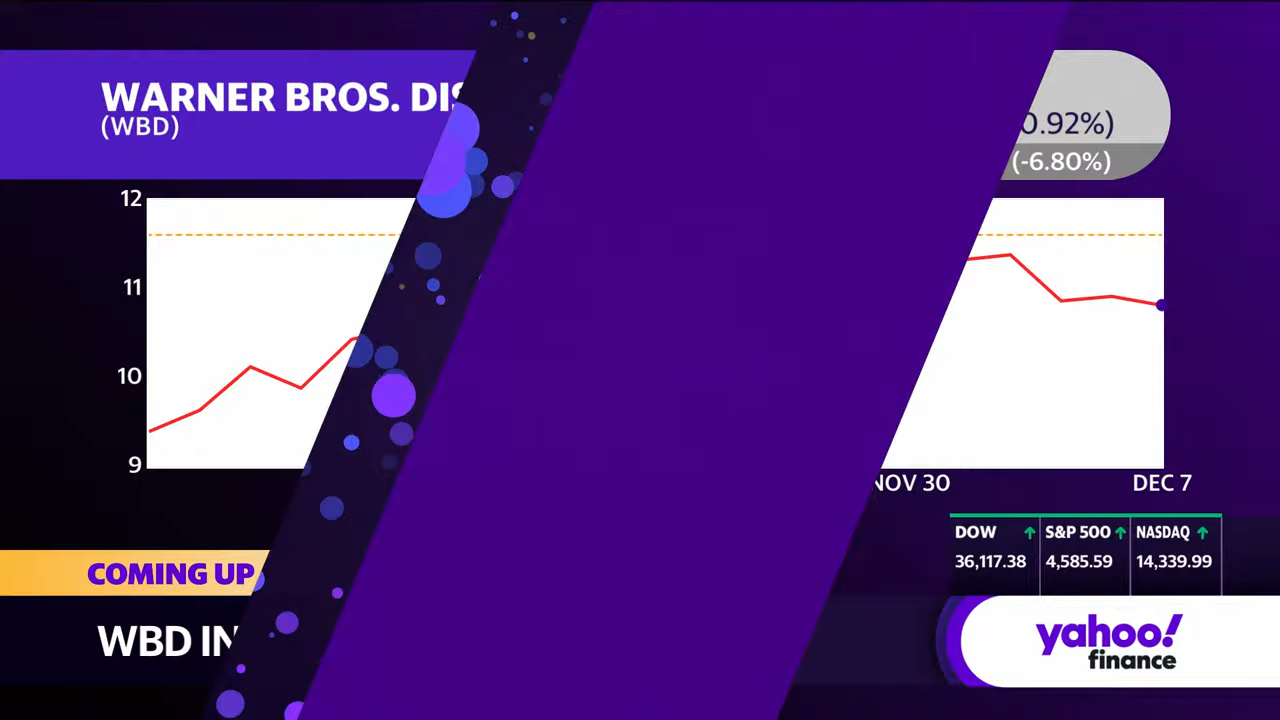 WARNER BROS. DIS
(WBD)
0.92%)
(-6.80%)
12
11
10
9
NOV 30
DEC 7
DOW
S&P 500
NASDAQ
36,117.38
4,585.59
14,339.99
COMING UP
WBD IN
yahoo!
finance